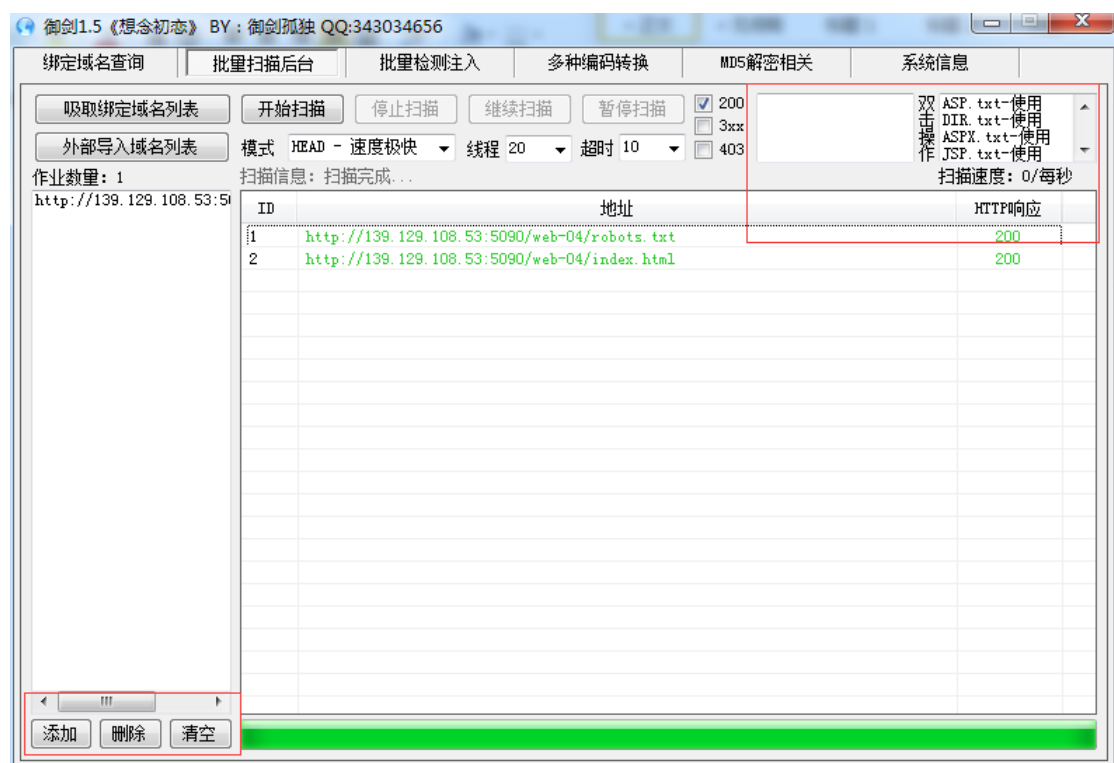 御剑1.5《想念初恋》 BY：御剑孤独 QQ:343034656
绑定域名查询 批量扫描后台 批量检测注入 多种编码转换 MD5解密相关 系统信息
吸取绑定域名列表 开始扫描 停止扫描 继续扫描 暂停扫描 200
外部导入域名列表 模式 HEAD - 速度极快 线程 20 超时 10 3xx
403
双击操作
ASP.txt-使用
DIR.txt-使用
ASPX.txt-使用
JSP.txt-使用
作业数量：1 扫描信息：扫描完成... 扫描速度：0/每秒
http://139.129.108.53:50
ID 地址 HTTP响应
1 http://139.129.108.53:5090/web-04/robots.txt 200
2 http://139.129.108.53:5090/web-04/index.html 200
添加 删除 清空